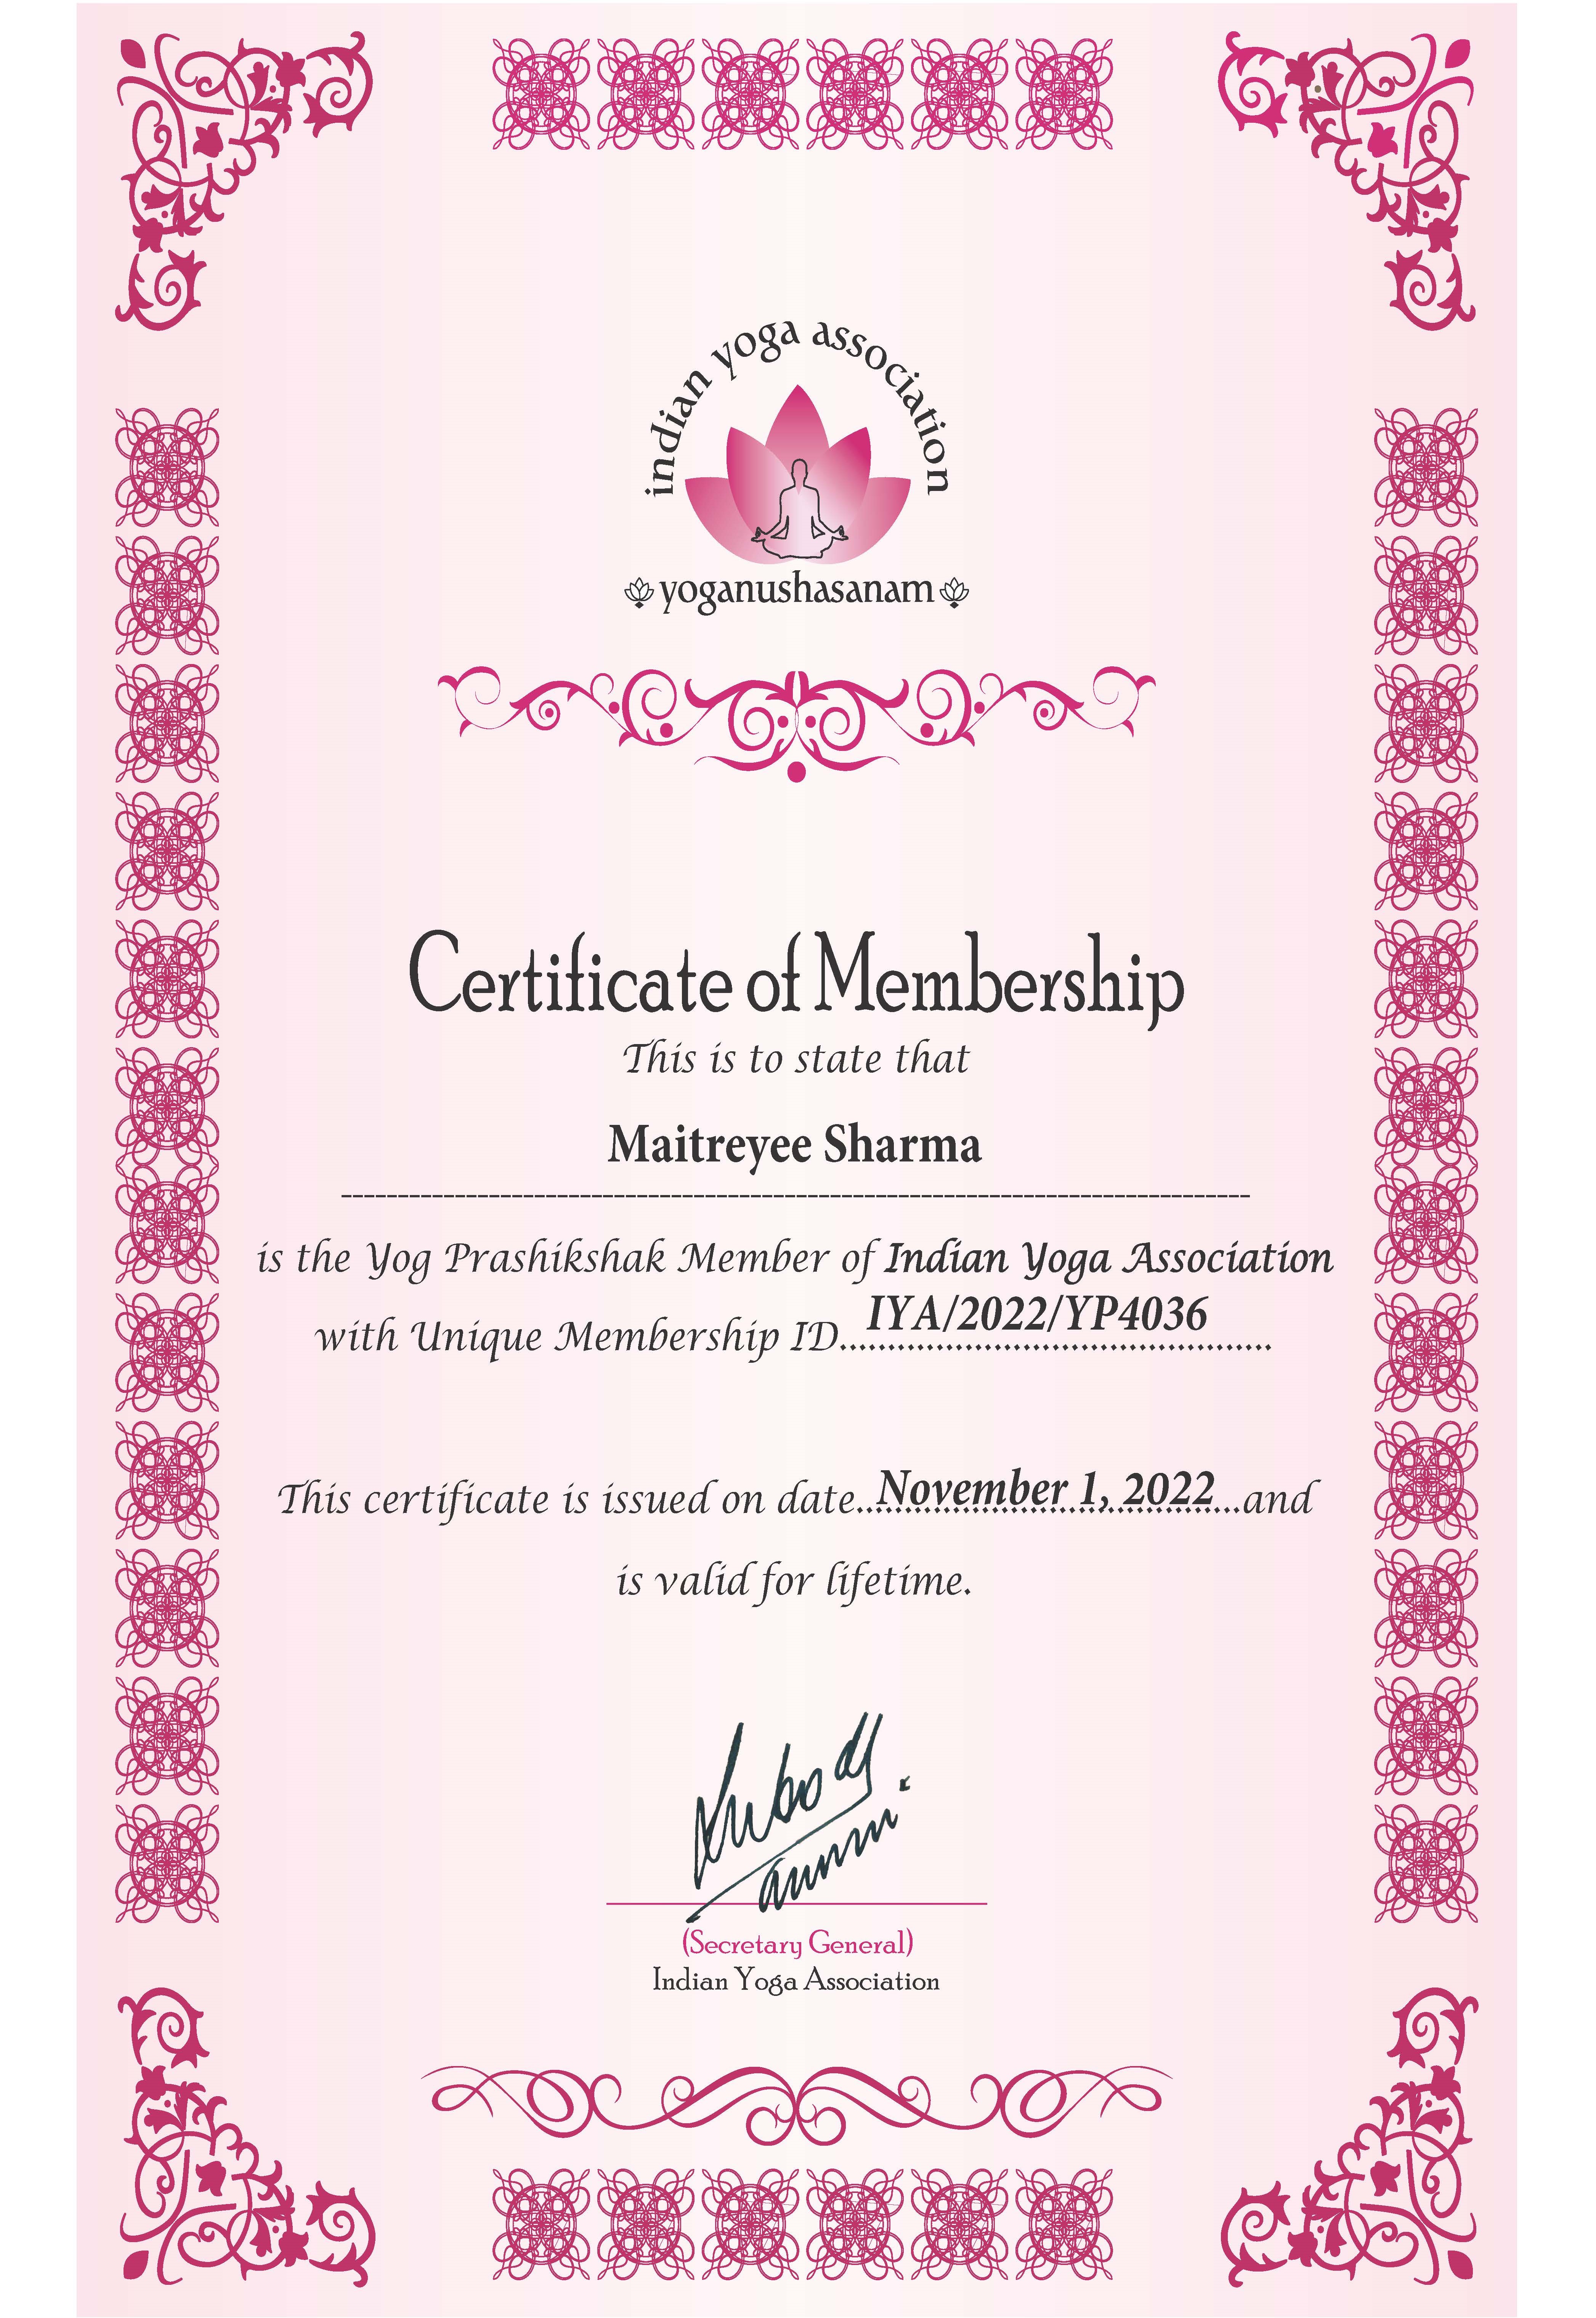 indian yoga association
yoganushasanam
Certificate of Membership
This is to state that
Maitreyee Sharma
is the Yog Prashikshak Member of Indian Yoga Association
with Unique Membership ID IYA/2022/YP4036
This certificate is issued on date November 1, 2022 and
is valid for lifetime.
(Secretary General)
Indian Yoga Association